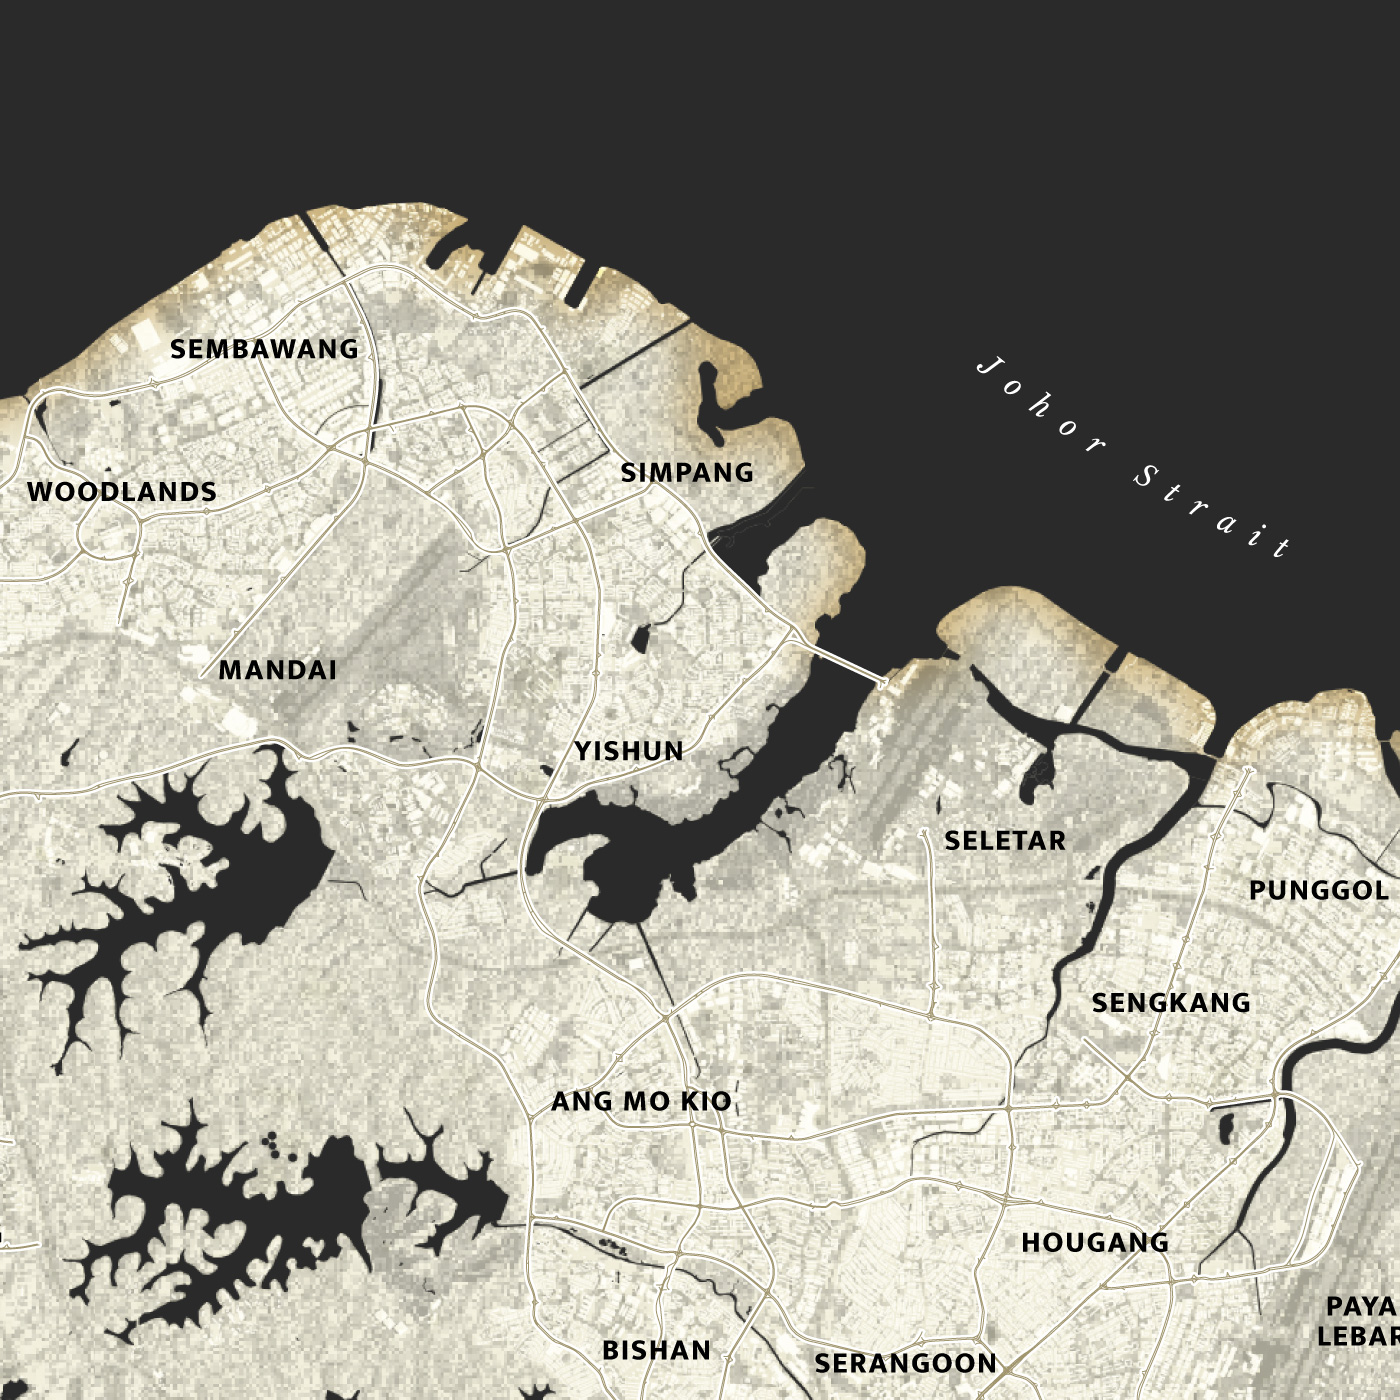 SEMBAWANG
Johor Strait
SIMPANG
WOODLANDS
MANDAI
YISHUN
SELETAR
PUNGGOL
SENGKANG
ANG MO KIO
HOUGANG
PAYA
LEBAR
BISHAN
SERANGOON